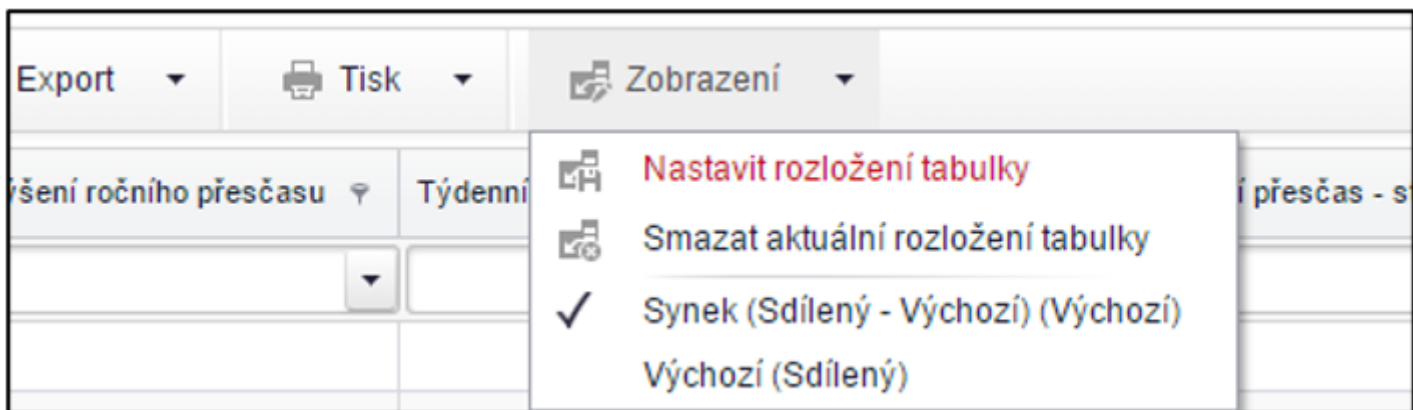 Export Tisk Zobrazení
Nastavit rozložení tabulky
ročního přesčasu Týdenní přesčas
Smazat aktuální rozložení tabulky
Synek (Sdílený - Výchozí) (Výchozí)
Výchozí (Sdílený)